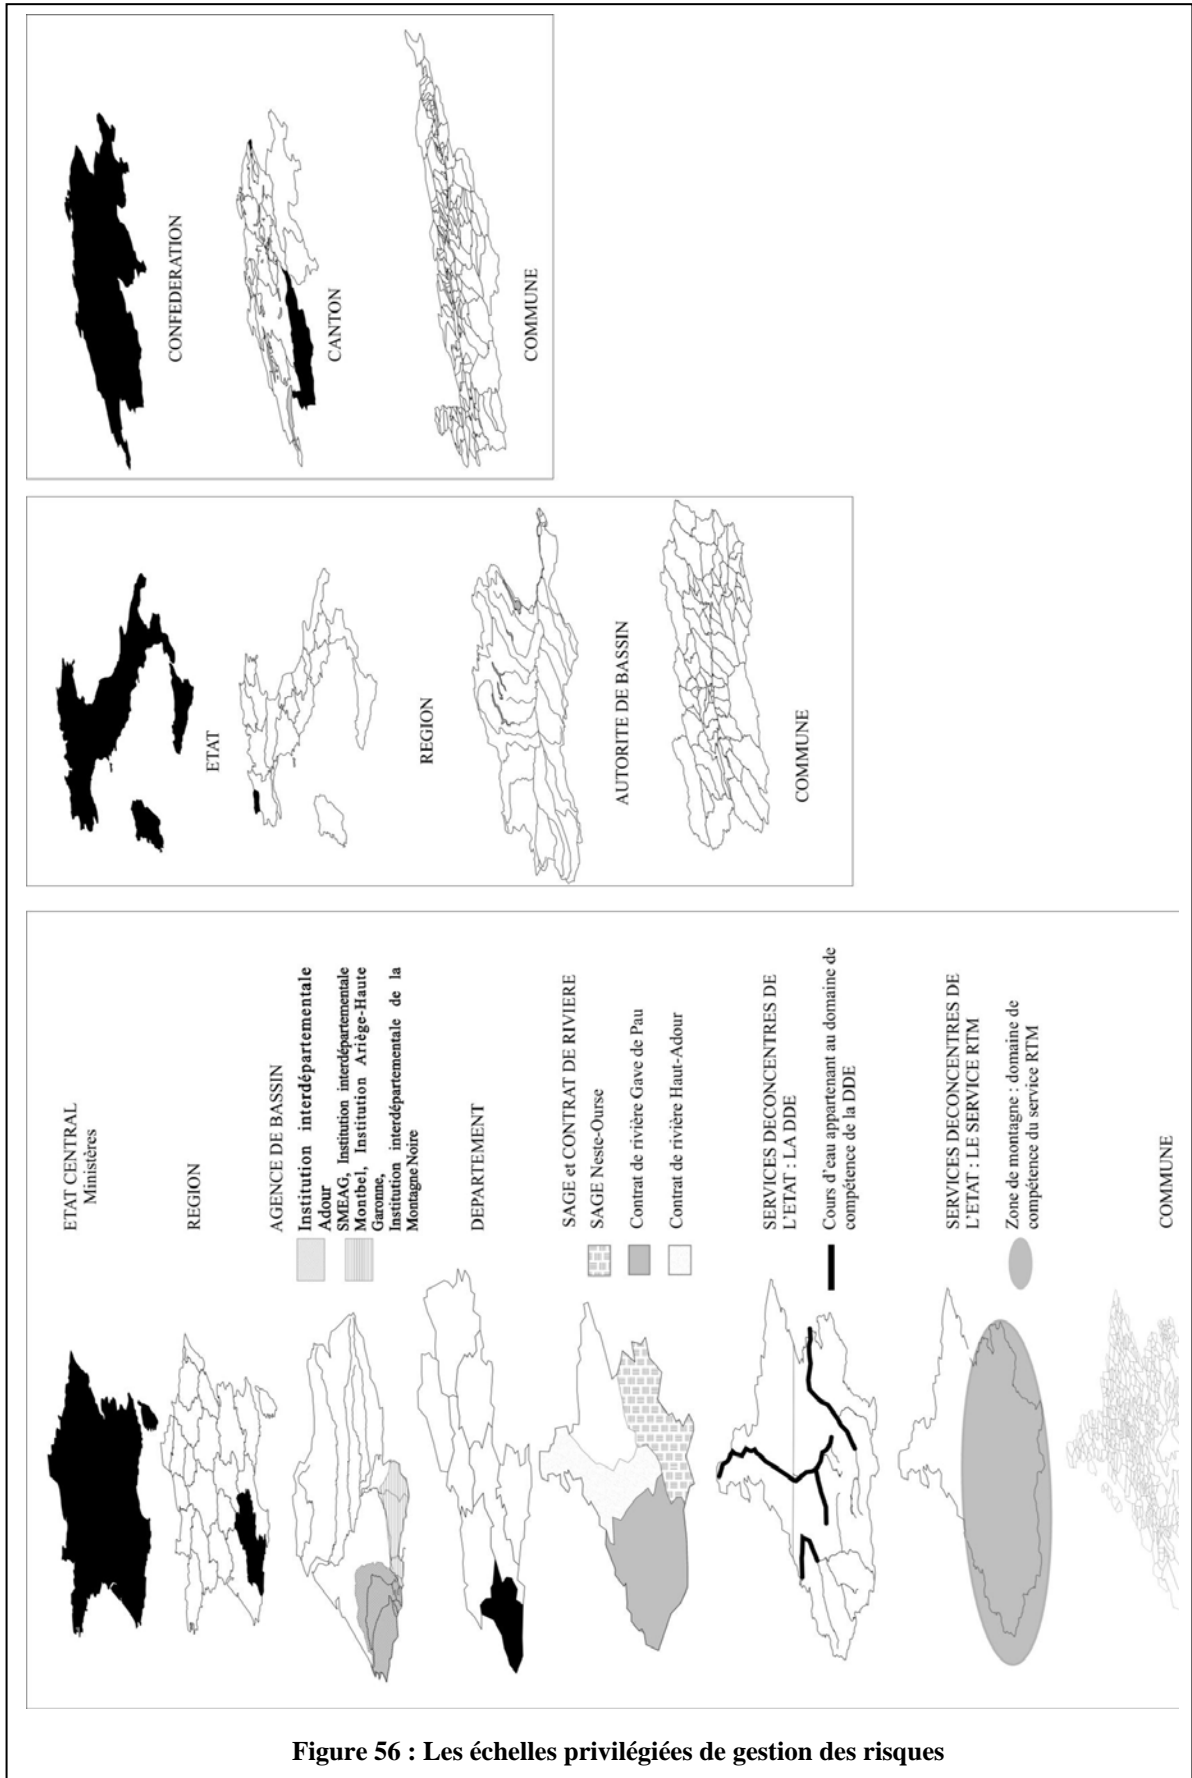 ETAT CENTRAL
Ministères
REGION
AGENCE DE BASSIN
Institution interdépartementale
Adour
SMEAG, Institution interdépartementale
Montbel, Institution Ariège-Haute
Garonne,
Institution interdépartementale de la
Montagne Noire
DEPARTEMENT
SAGE et CONTRAT DE RIVIERE
SAGE Neste-Ourse
Contrat de rivière Gave de Pau
Contrat de rivière Haut-Adour
SERVICES DECONCENTRES DE
L'ETAT : LA DDE
Cours d'eau appartenant au domaine de
compétence de la DDE
SERVICES DECONCENTRES DE
L'ETAT : LE SERVICE RTM
Zone de montagne : domaine de
compétence du service RTM
COMMUNE
ETAT
REGION
AUTORITE DE BASSIN
COMMUNE
CONFEDERATION
CANTON
COMMUNE
Figure 56 : Les échelles privilégiées de gestion des risques